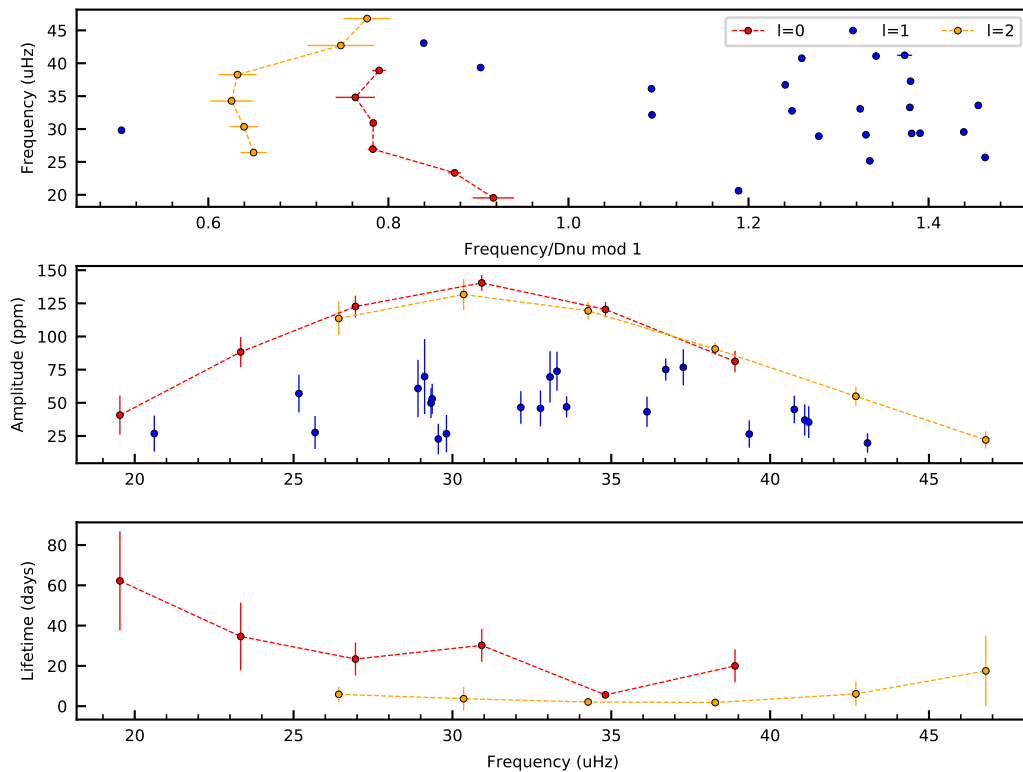 l=0 l=1 l=2
Frequency (uHz)
45
40
35
30
25
20
0.6 0.8 1.0 1.2 1.4
Frequency/Dnu mod 1
Amplitude (ppm)
150
125
100
75
50
25
20 25 30 35 40 45
Lifetime (days)
80
60
40
20
0
20 25 30 35 40 45
Frequency (uHz)